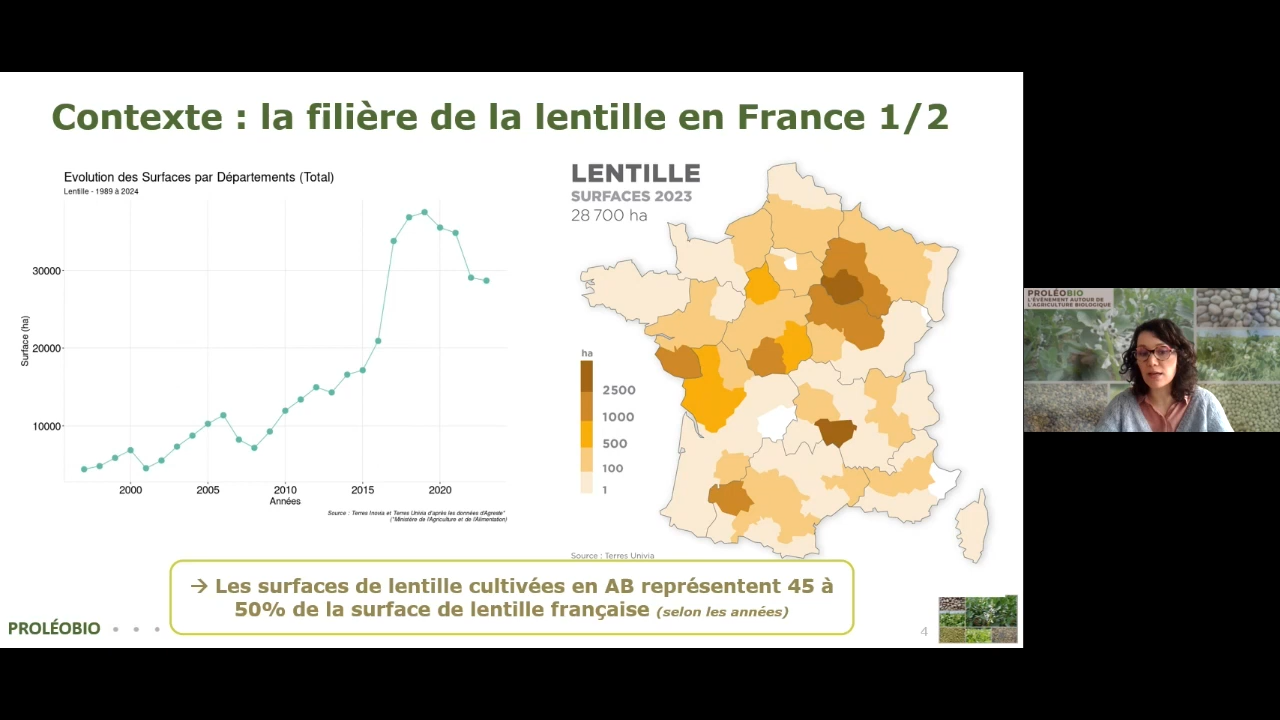 Contexte : la filière de la lentille en France 1/2
Evolution des Surfaces par Départements (Total)
Lentille - 1989 à 2024
Surface (ha)
30000
20000
10000
2000
2005
2010
2015
2020
Années
Source : Terres Inovia et Terres Univia d'après les données d'Agreste"
("Ministère de l'Agriculture et de l'Alimentation)
LENTILLE
SURFACES 2023
28 700 ha
ha
2500
1000
500
100
1
Source : Terres Univia
→ Les surfaces de lentille cultivées en AB représentent 45 à
50% de la surface de lentille française (selon les années)
PROLÉOBIO
4
PROLÉOBIO
L'ÉVÉNEMENT AUTOUR DE
L'AGRICULTURE BIOLOGIQUE